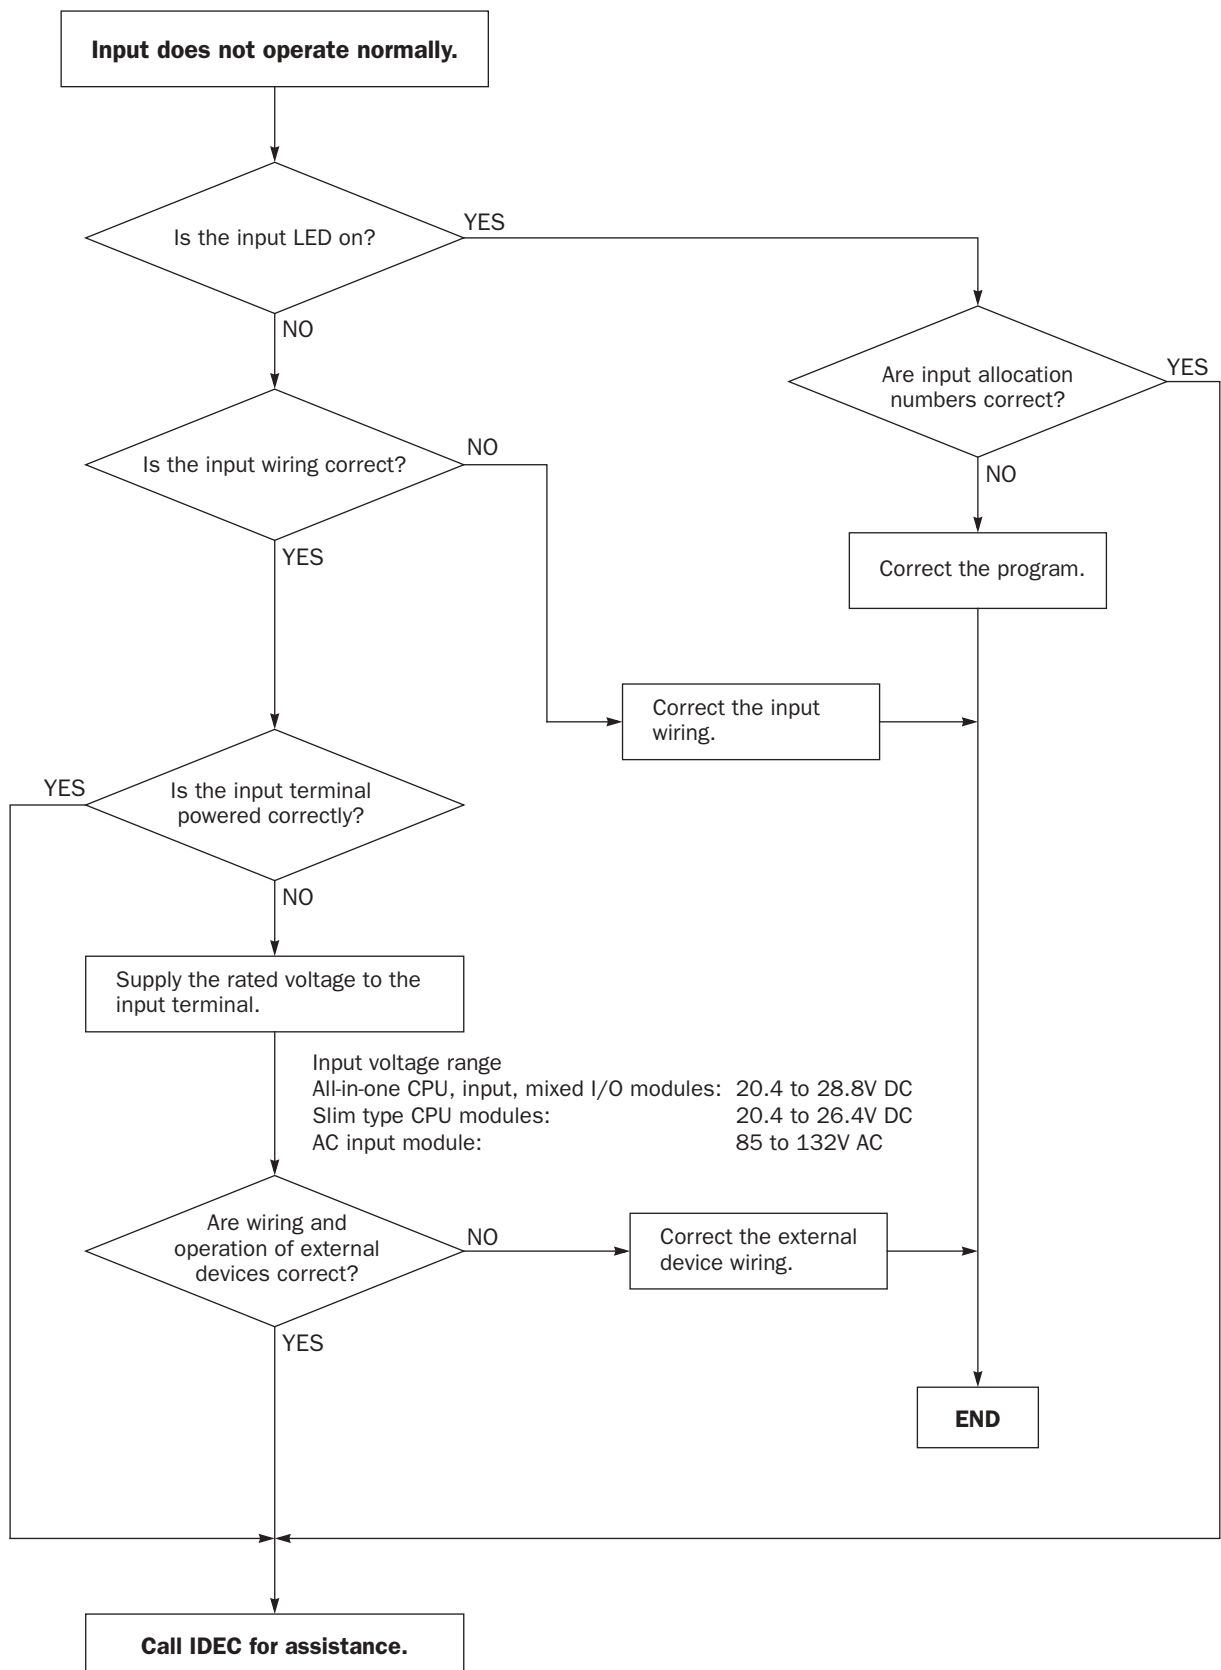 Input does not operate normally.
Is the input LED on?
YES
NO
Are input allocation
numbers correct?
YES
NO
Is the input wiring correct?
NO
YES
Correct the program.
Correct the input
wiring.
Is the input terminal
powered correctly?
YES
NO
Supply the rated voltage to the
input terminal.
Input voltage range
All-in-one CPU, input, mixed I/O modules: 20.4 to 28.8V DC
Slim type CPU modules: 20.4 to 26.4V DC
AC input module: 85 to 132V AC
Are wiring and
operation of external
devices correct?
NO
Correct the external
device wiring.
YES
END
Call IDEC for assistance.